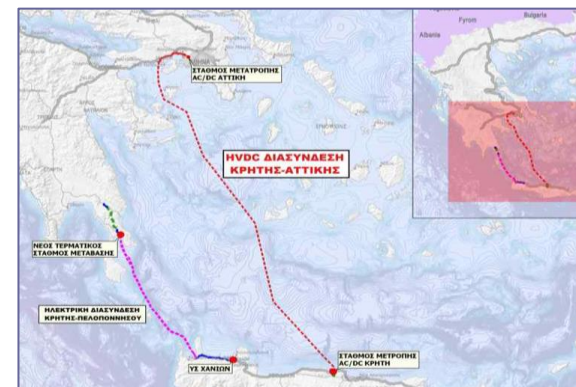 Bulgaria
Fyrom
Albania
ΣΤΑΘΜΟΣ ΜΕΤΑΤΡΟΠΗΣ
AC/DC ΑΤΤΙΚΗ
HVDC ΔΙΑΣΥΝΔΕΣΗ
ΚΡΗΤΗΣ-ΑΤΤΙΚΗΣ
ΝΕΟΣ ΤΕΡΜΑΤΙΚΟΣ
ΣΤΑΘΜΟΣ ΜΕΤΑΒΑΣΗΣ
ΗΛΕΚΤΡΙΚΗ ΔΙΑΣΥΝΔΕΣΗ
ΚΡΗΤΗΣ-ΠΕΛΟΠΟΝΝΗΣΟΥ
ΥΣ ΧΑΝΙΩΝ
ΣΤΑΘΜΟΣ ΜΕΤΡΟΠΗΣ
AC/DC ΚΡΗΤΗ